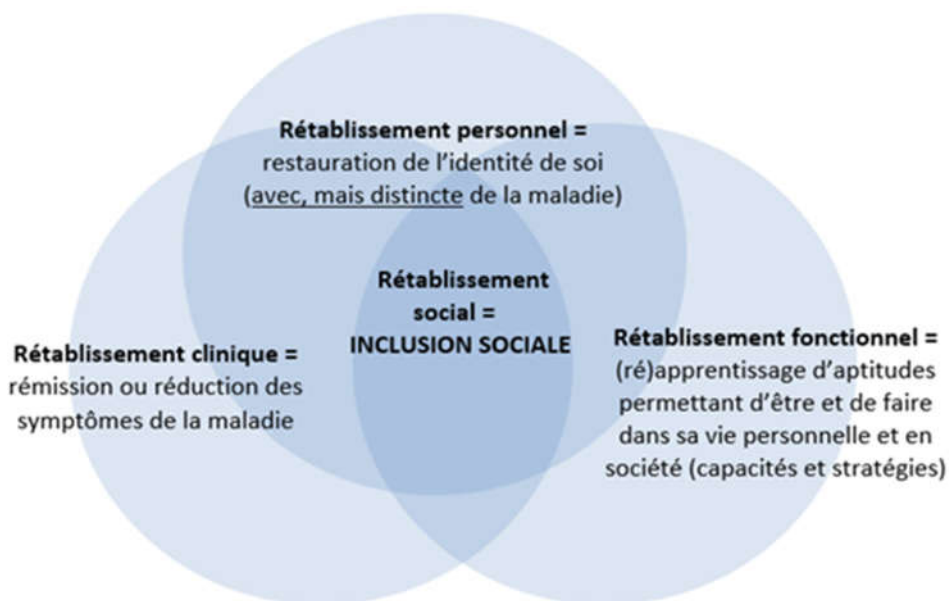 Rétablissement personnel =
restauration de l'identité de soi
(avec, mais distincte de la maladie)
Rétablissement
social =
INCLUSION SOCIALE
Rétablissement clinique =
rémission ou réduction des
symptômes de la maladie
Rétablissement fonctionnel =
(ré)apprentissage d'aptitudes
permettant d'être et de faire
dans sa vie personnelle et en
société (capacités et stratégies)